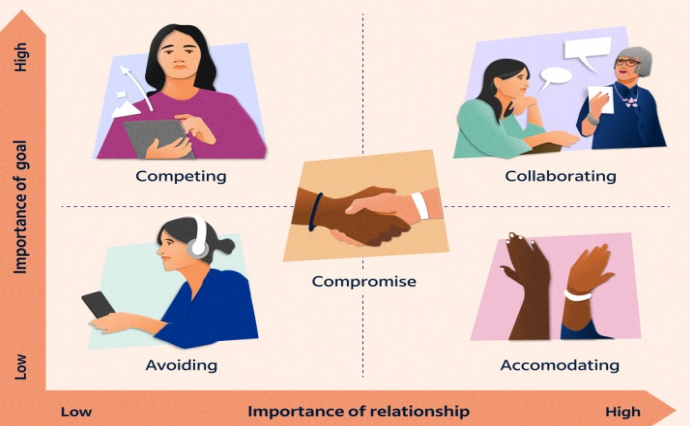 High
Importance of goal
Low
Competing
Collaborating
Compromise
Avoiding
Accomodating
Low
Importance of relationship
High